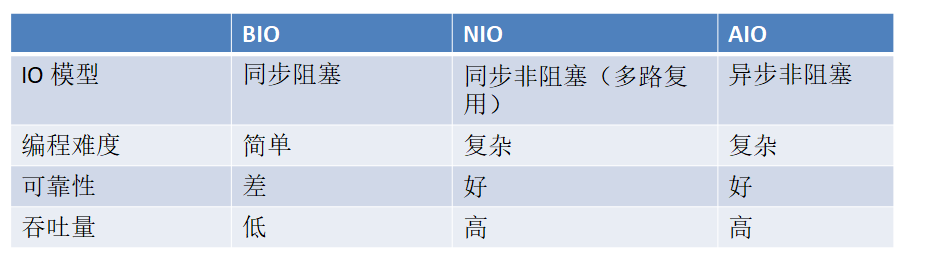 BIO NIO AIO
IO 模型 同步阻塞 同步非阻塞（多路复用） 异步非阻塞
编程难度 简单 复杂 复杂
可靠性 差 好 好
吞吐量 低 高 高